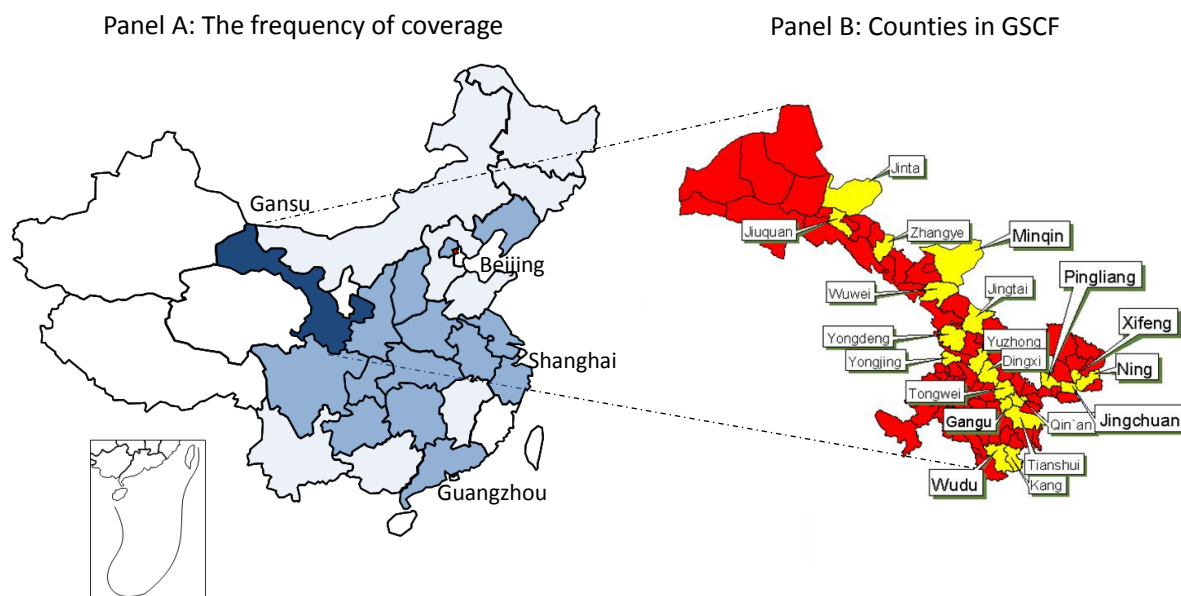 Panel A: The frequency of coverage
Panel B: Counties in GSCF
Gansu
Beijing
Shanghai
Guangzhou
Jinta
Jiuquan
Zhangye
Minqin
Pingliang
Wuwei
Jingtai
Xifeng
Yongdeng
Yuzhong
Yongjing
Dingxi
Ning
Tongwei
Gangu
Qin`an
Jingchuan
Tianshui
Wudu
Kang